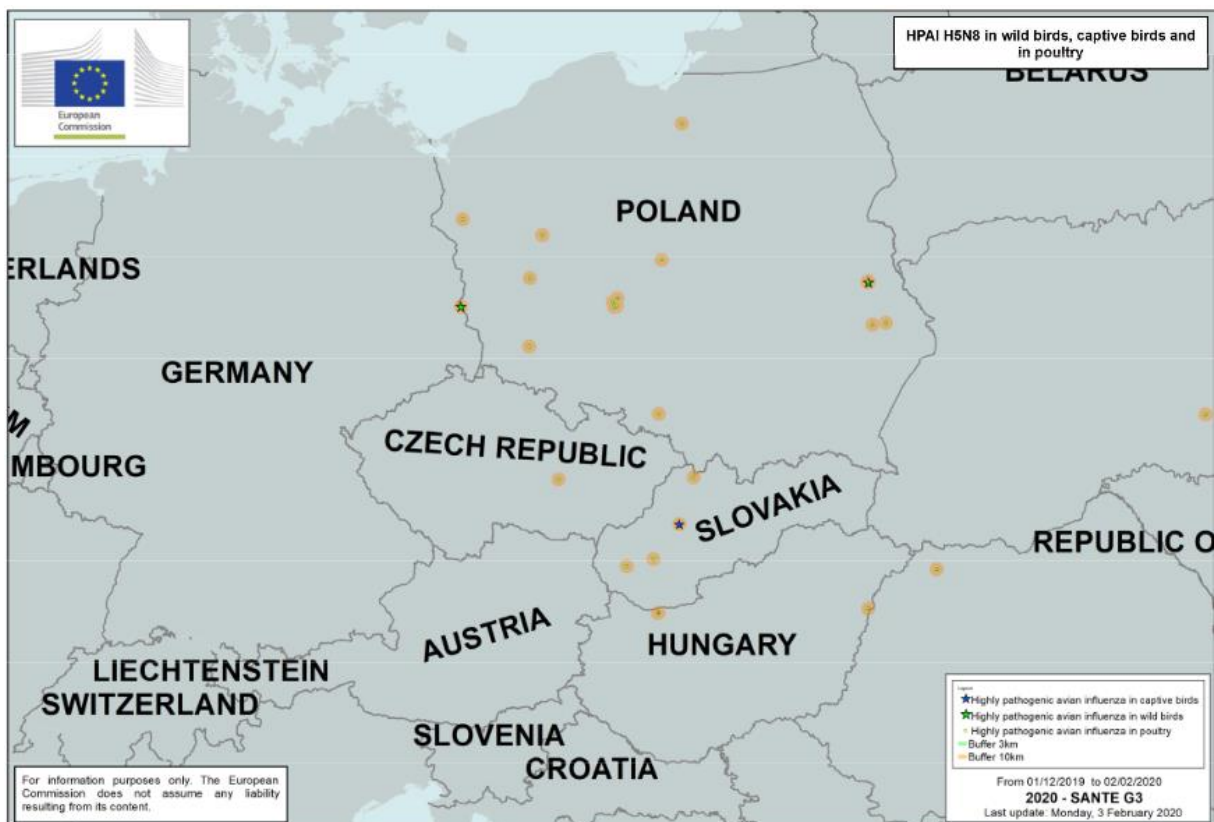 European
Commission
HPAI H5N8 in wild birds, captive birds and
in poultry
BELARUS
POLAND
ERLANDS
GERMANY
M
CZECH REPUBLIC
MBOURG
SLOVAKIA
REPUBLIC O
AUSTRIA
HUNGARY
LIECHTENSTEIN
SWITZERLAND
SLOVENIA
CROATIA
Legend
Highly pathogenic avian influenza in captive birds
Highly pathogenic avian influenza in wild birds
Highly pathogenic avian influenza in poultry
Buffer 3km
Buffer 10km
From 01/12/2019 to 02/02/2020
2020 - SANTE G3
Last update: Monday, 3 February 2020
For information purposes only. The European
Commission does not assume any liability
resulting from its content.